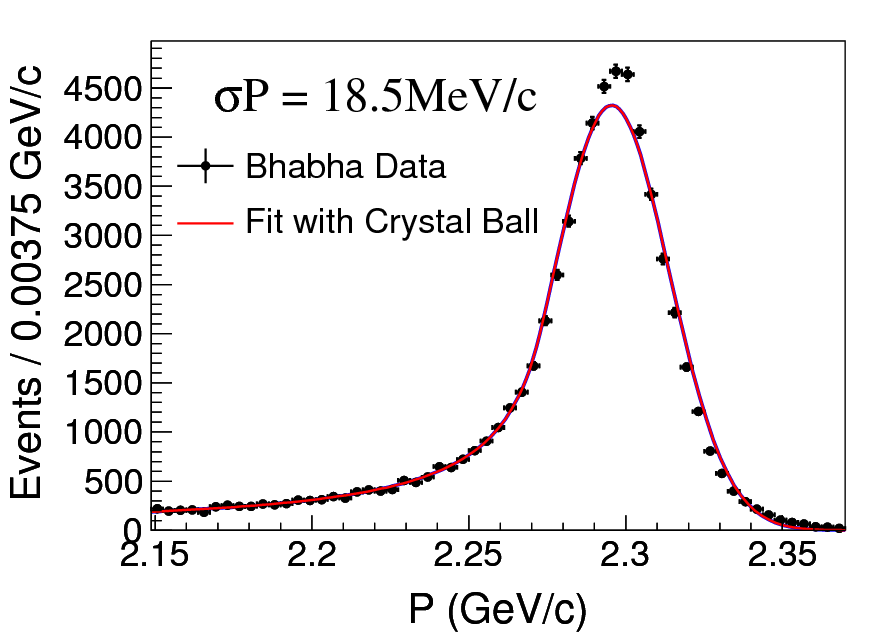 σP = 18.5MeV/c
Bhabha Data
Fit with Crystal Ball
Events / 0.00375 GeV/c
4500
4000
3500
3000
2500
2000
1500
1000
500
0
2.15 2.2 2.25 2.3 2.35
P (GeV/c)